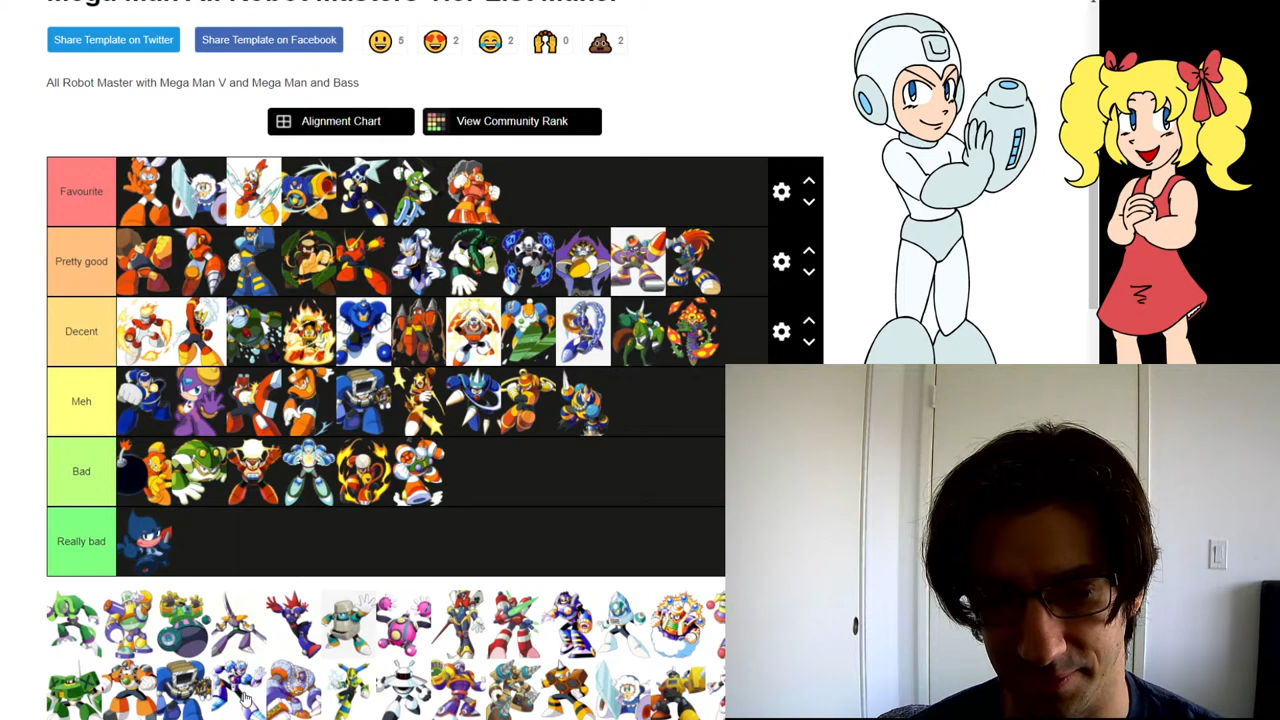 Mega Man All Robot Masters Tier List Maker
Share Template on Twitter
Share Template on Facebook
5
2
2
0
2
All Robot Master with Mega Man V and Mega Man and Bass
Alignment Chart
View Community Rank
Favourite
Pretty good
Decent
Meh
Bad
Really bad